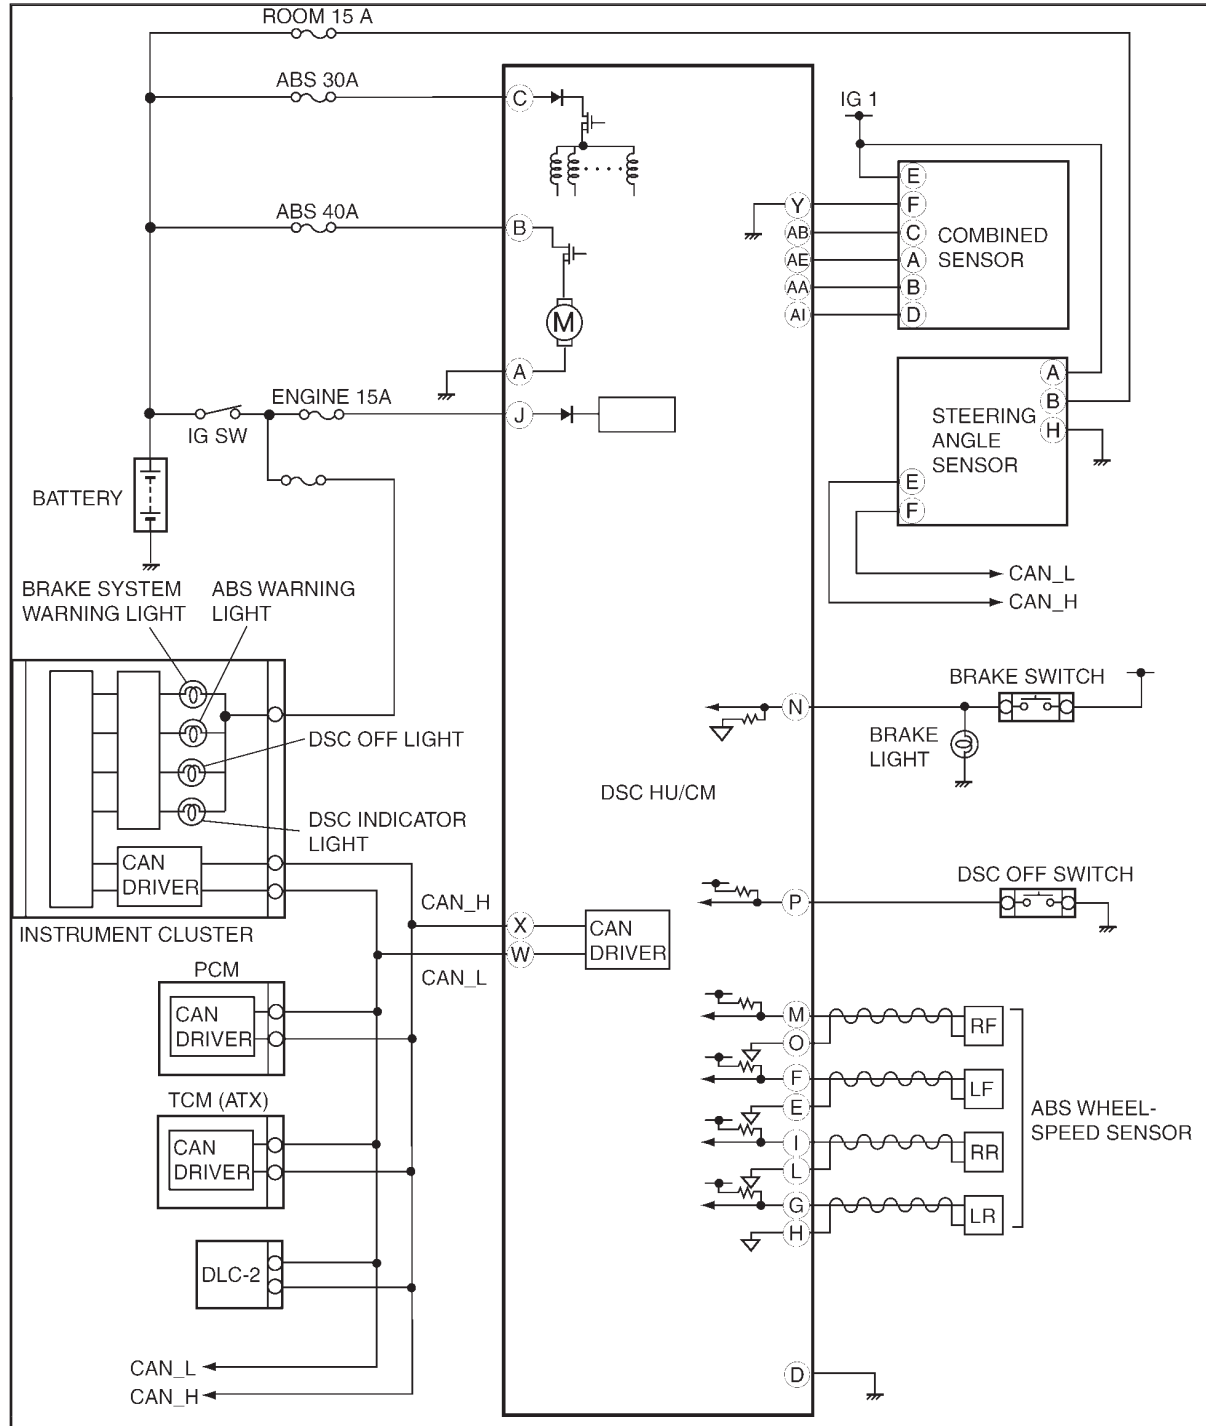 ROOM 15 A
ABS 30A
C
IG 1
E
Y
F
AB
C
COMBINED
SENSOR
AE
A
AA
B
AI
D
ABS 40A
B
M
A
ENGINE 15A
J
IG SW
A
B
H
STEERING
ANGLE
SENSOR
E
F
BATTERY
CAN_L
CAN_H
BRAKE SYSTEM
WARNING LIGHT
ABS WARNING
LIGHT
DSC OFF LIGHT
DSC INDICATOR
LIGHT
CAN
DRIVER
INSTRUMENT CLUSTER
N
BRAKE SWITCH
BRAKE
LIGHT
DSC HU/CM
P
DSC OFF SWITCH
CAN_H
X
W
CAN
DRIVER
CAN_L
PCM
CAN
DRIVER
TCM (ATX)
CAN
DRIVER
DLC-2
M
O
RF
F
E
LF
I
L
RR
G
H
LR
ABS WHEEL-
SPEED SENSOR
CAN_L
CAN_H
D